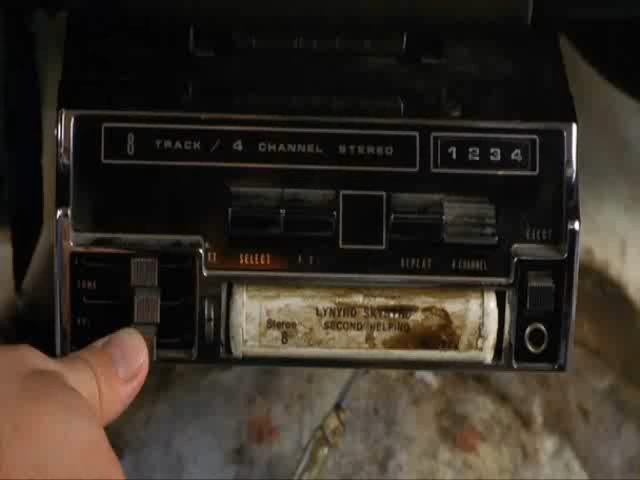 8 TRACK / 4 CHANNEL STEREO
1 2 3 4
EJECT
SELECT
REPEAT
4 CHANNEL
TONE
LYNYRD SKYNYRD
Stereo SECOND HELPING
8